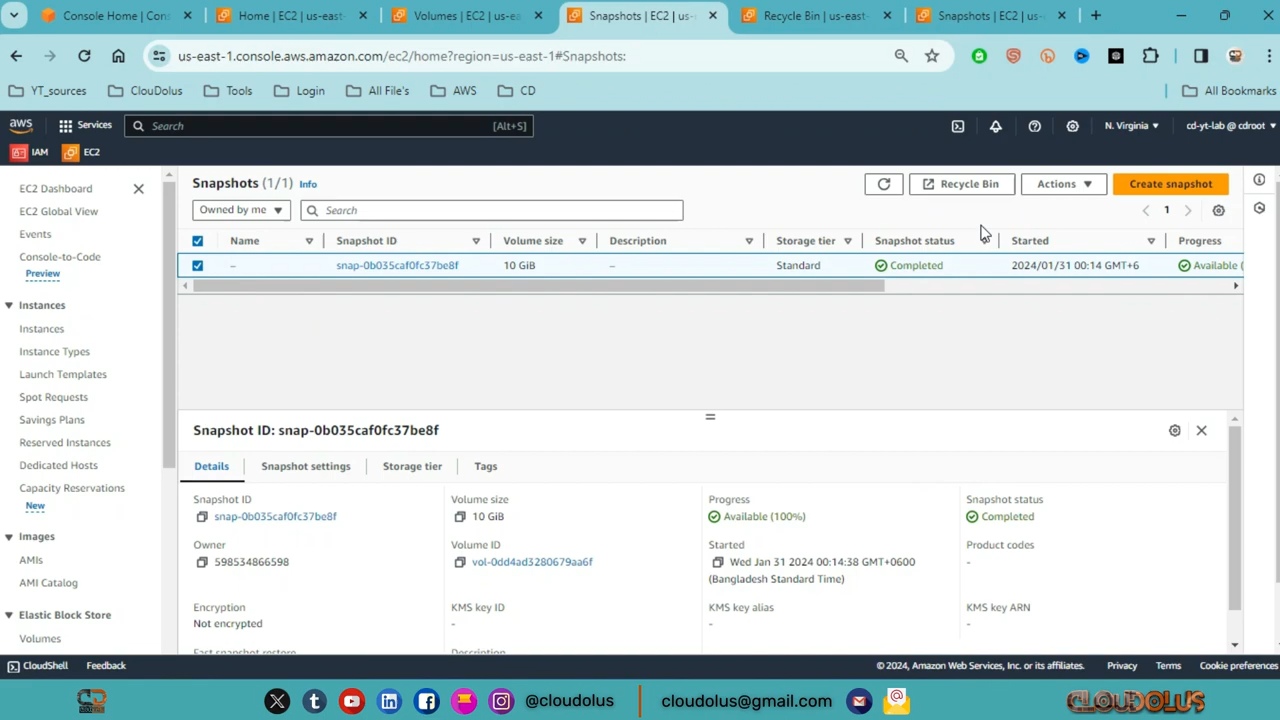 Console Home | Con
Home | EC2 | us-east-
Volumes | EC2 | us-ea
Snapshots | EC2 | us-
Recycle Bin | us-east-
Snapshots | EC2 | us-
us-east-1.console.aws.amazon.com/ec2/home?region=us-east-1#Snapshots:
YT_sources
CloudDolus
Tools
Login
All File's
AWS
CD
All Bookmarks
aws
Services
Search
[Alt+S]
N. Virginia
cd-yt-lab @ cdroot
IAM
EC2
EC2 Dashboard
EC2 Global View
Events
Console-to-Code
Preview
Instances
Instances
Instance Types
Launch Templates
Spot Requests
Savings Plans
Reserved Instances
Dedicated Hosts
Capacity Reservations
New
Images
AMIs
AMI Catalog
Elastic Block Store
Volumes
Snapshots (1/1) Info
Recycle Bin
Actions
Create snapshot
Owned by me
Search
1
Name
Snapshot ID
Volume size
Description
Storage tier
Snapshot status
Started
Progress
–
snap-0b035caf0fc37be8f
10 GiB
–
Standard
Completed
2024/01/31 00:14 GMT+6
Available (
Snapshot ID: snap-0b035caf0fc37be8f
Details
Snapshot settings
Storage tier
Tags
Snapshot ID
snap-0b035caf0fc37be8f
Volume size
10 GiB
Progress
Available (100%)
Snapshot status
Completed
Owner
598534866598
Volume ID
vol-0dd4ad3280679aa6f
Started
Wed Jan 31 2024 00:14:38 GMT+0600
(Bangladesh Standard Time)
Product codes
-
Encryption
Not encrypted
KMS key ID
-
KMS key alias
-
KMS key ARN
-
Fast snapshot restore
Description
CloudShell
Feedback
© 2024, Amazon Web Services, Inc. or its affiliates.
Privacy
Terms
Cookie preferences
@cloudolus
cloudolus@gmail.com
CLOUDOLUS